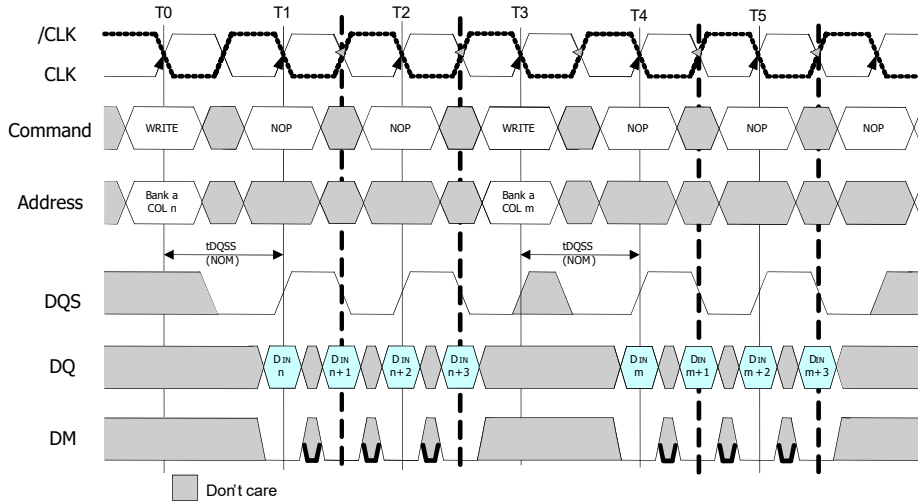 T0 T1 T2 T3 T4 T5
/CLK
CLK
Command WRITE NOP NOP WRITE NOP NOP NOP
Address Bank a COL n Bank a COL m
tDQSS (NOM) tDQSS (NOM)
DQS
DQ DIN n DIN n+1 DIN n+2 DIN n+3 DIN m DIN m+1 DIN m+2 DIN m+3
DM
Don't care